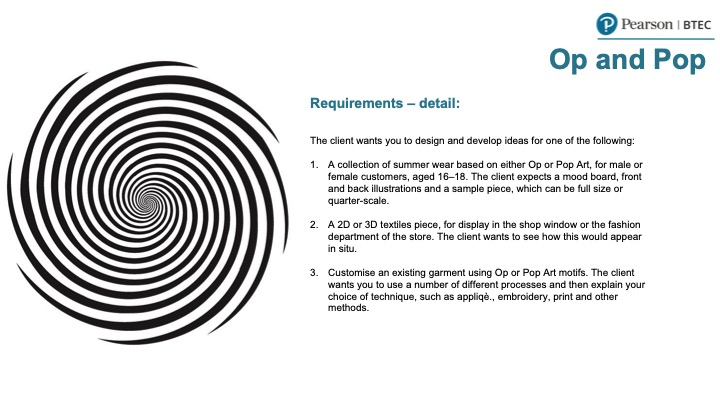 Pearson | BTEC
Op and Pop
Requirements – detail:
The client wants you to design and develop ideas for one of the following:
1. A collection of summer wear based on either Op or Pop Art, for male or
female customers, aged 16–18. The client expects a mood board, front
and back illustrations and a sample piece, which can be full size or
quarter-scale.
2. A 2D or 3D textiles piece, for display in the shop window or the fashion
department of the store. The client wants to see how this would appear
in situ.
3. Customise an existing garment using Op or Pop Art motifs. The client
wants you to use a number of different processes and then explain your
choice of technique, such as appliqè., embroidery, print and other
methods.